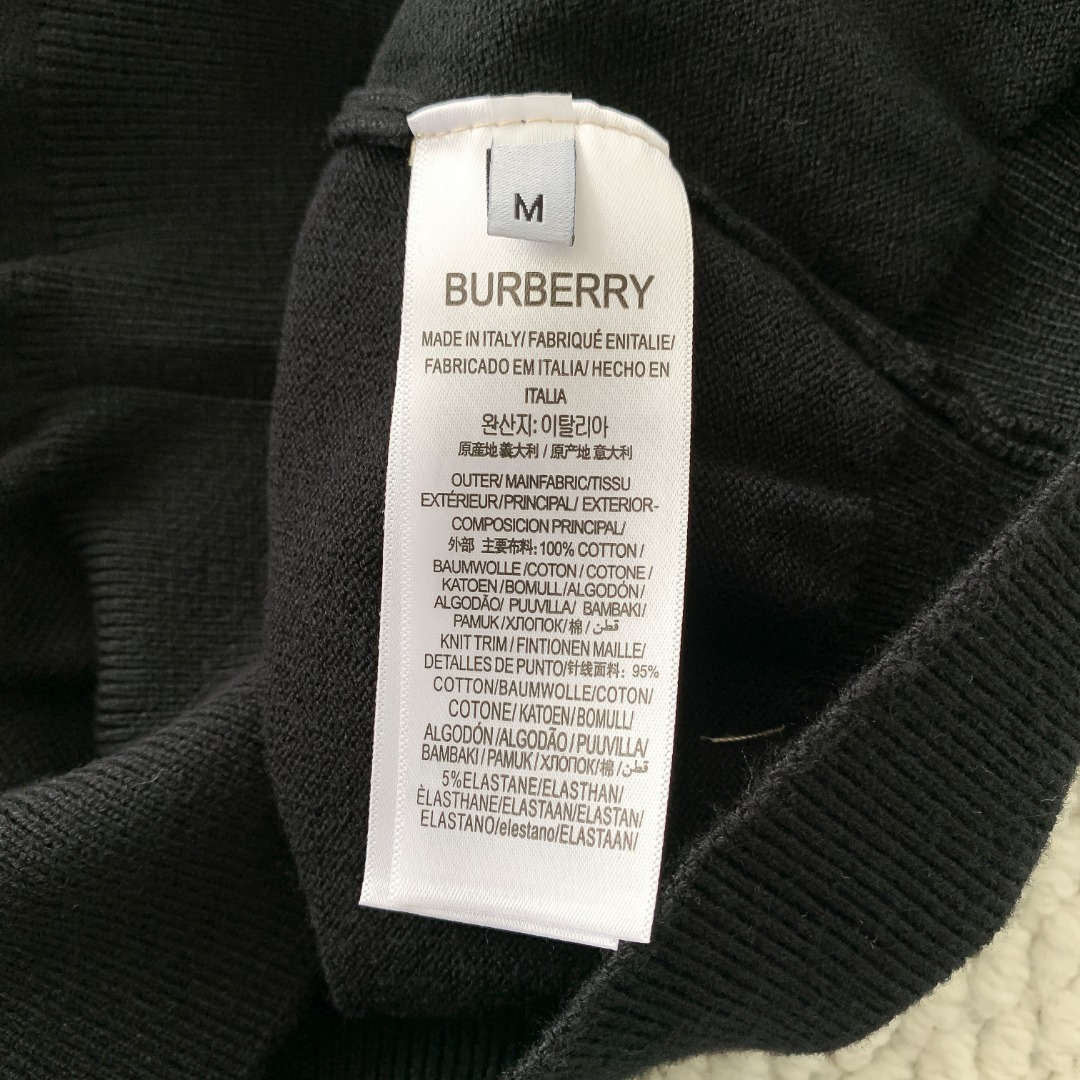 M
BURBERRY
MADE IN ITALY/ FABRIQUÉ ENITALIE/
FABRICADO EM ITALIA/ HECHO EN
ITALIA
완산지: 이탈리아
原産地 義大利 / 原产地 意大利
OUTER/ MAINFABRIC/TISSU
EXTÉRIEUR/PRINCIPAL/ EXTERIOR-
COMPOSICION PRINCIPAL/
外部 主要布料: 100% COTTON /
BAUMWOLLE /COTON / COTONE /
KATOEN / BOMULL/ALGODÓN/
ALGODÃO/ PUUVILLA/ BAMBAKI/
PAMUK /ХЛОПОК/棉 / قطن
KNIT TRIM / FINTIONEN MAILLE/
DETALLES DE PUNTO/针线面料: 95%
COTTON/BAUMWOLLE/COTON/
COTONE/ KATOEN/BOMULL/
ALGODÓN /ALGODÃO / PUUVILLA/
BAMBAKI / PAMUK /ХЛОПОК/棉 /قطن
5%ELASTANE/ELASTHAN/
ÈLASTHANE/ELASTAAN/ELASTAN/
ELASTANO/elestano/ELASTAAN/